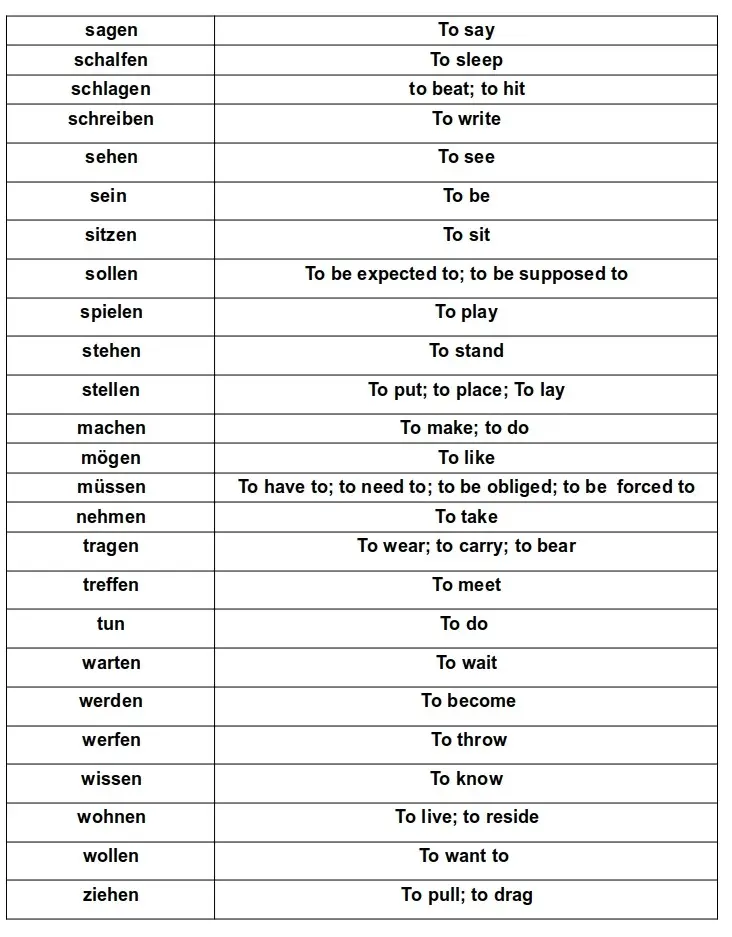 sagen To say
schalfen To sleep
schlagen to beat; to hit
schreiben To write
sehen To see
sein To be
sitzen To sit
sollen To be expected to; to be supposed to
spielen To play
stehen To stand
stellen To put; to place; To lay
machen To make; to do
mögen To like
müssen To have to; to need to; to be obliged; to be  forced to
nehmen To take
tragen To wear; to carry; to bear
treffen To meet
tun To do
warten To wait
werden To become
werfen To throw
wissen To know
wohnen To live; to reside
wollen To want to
ziehen To pull; to drag